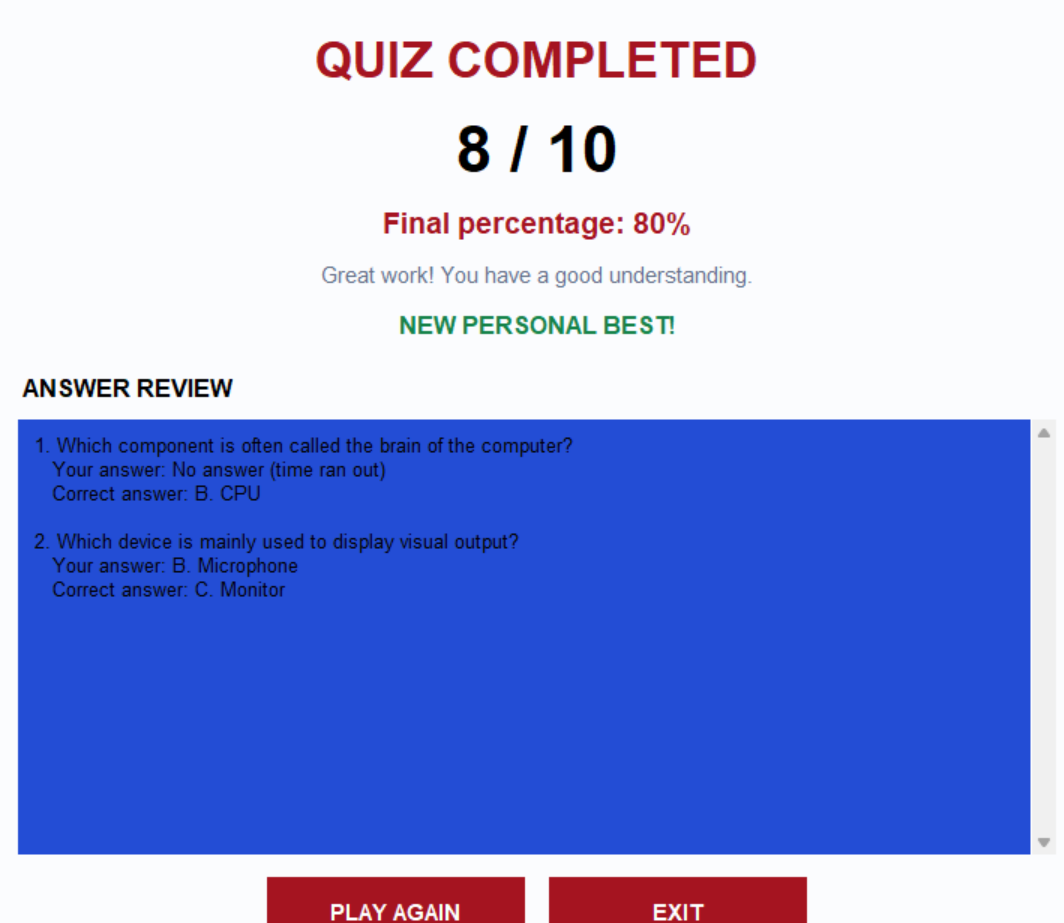 QUIZ COMPLETED
8 / 10
Final percentage: 80%
Great work! You have a good understanding.
NEW PERSONAL BEST!
ANSWER REVIEW
1. Which component is often called the brain of the computer?
Your answer: No answer (time ran out)
Correct answer: B. CPU
2. Which device is mainly used to display visual output?
Your answer: B. Microphone
Correct answer: C. Monitor
PLAY AGAIN
EXIT